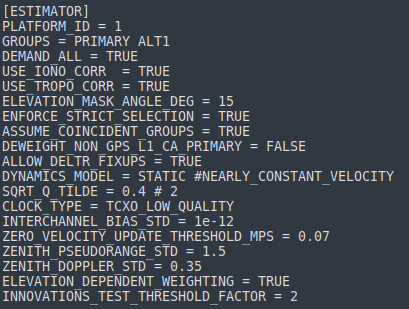 [ESTIMATOR]
PLATFORM_ID = 1
GROUPS = PRIMARY ALT1
DEMAND_ALL = TRUE
USE_IONO_CORR  = TRUE
USE_TROPO_CORR = TRUE
ELEVATION_MASK_ANGLE_DEG = 15
ENFORCE_STRICT_SELECTION = TRUE
ASSUME_COINCIDENT_GROUPS = TRUE
DEWEIGHT_NON_GPS_L1_CA_PRIMARY = FALSE
ALLOW_DELTR_FIXUPS = TRUE
DYNAMICS_MODEL = STATIC #NEARLY_CONSTANT_VELOCITY
SQRT_Q_TILDE = 0.4 # 2
CLOCK_TYPE = TCXO_LOW_QUALITY
INTERCHANNEL_BIAS_STD = 1e-12
ZERO_VELOCITY_UPDATE_THRESHOLD_MPS = 0.07
ZENITH_PSEUDORANGE_STD = 1.5
ZENITH_DOPPLER_STD = 0.35
ELEVATION_DEPENDENT_WEIGHTING = TRUE
INNOVATIONS_TEST_THRESHOLD_FACTOR = 2